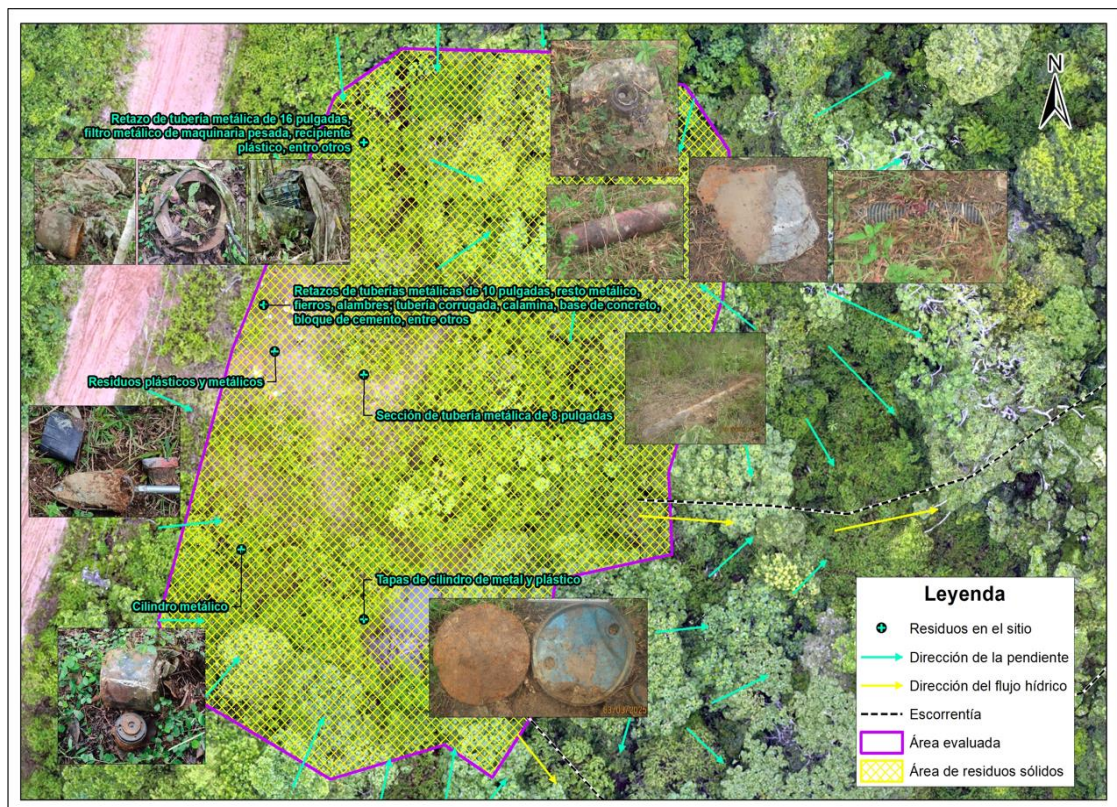 N
Retazo de tubería metálica de 16 pulgadas,
filtro metálico de maquinaria pesada, recipiente
plástico, entre otros
Retazos de tuberías metálicas de 10 pulgadas, resto metálico,
fierros, alambres; tubería corrugada, calamina, base de concreto,
bloque de cemento, entre otros
Residuos plásticos y metálicos
Sección de tubería metálica de 8 pulgadas
Cilindro metálico
Tapas de cilindro de metal y plástico
Leyenda
Residuos en el sitio
Dirección de la pendiente
Dirección del flujo hídrico
Escorrentía
Área evaluada
Área de residuos sólidos